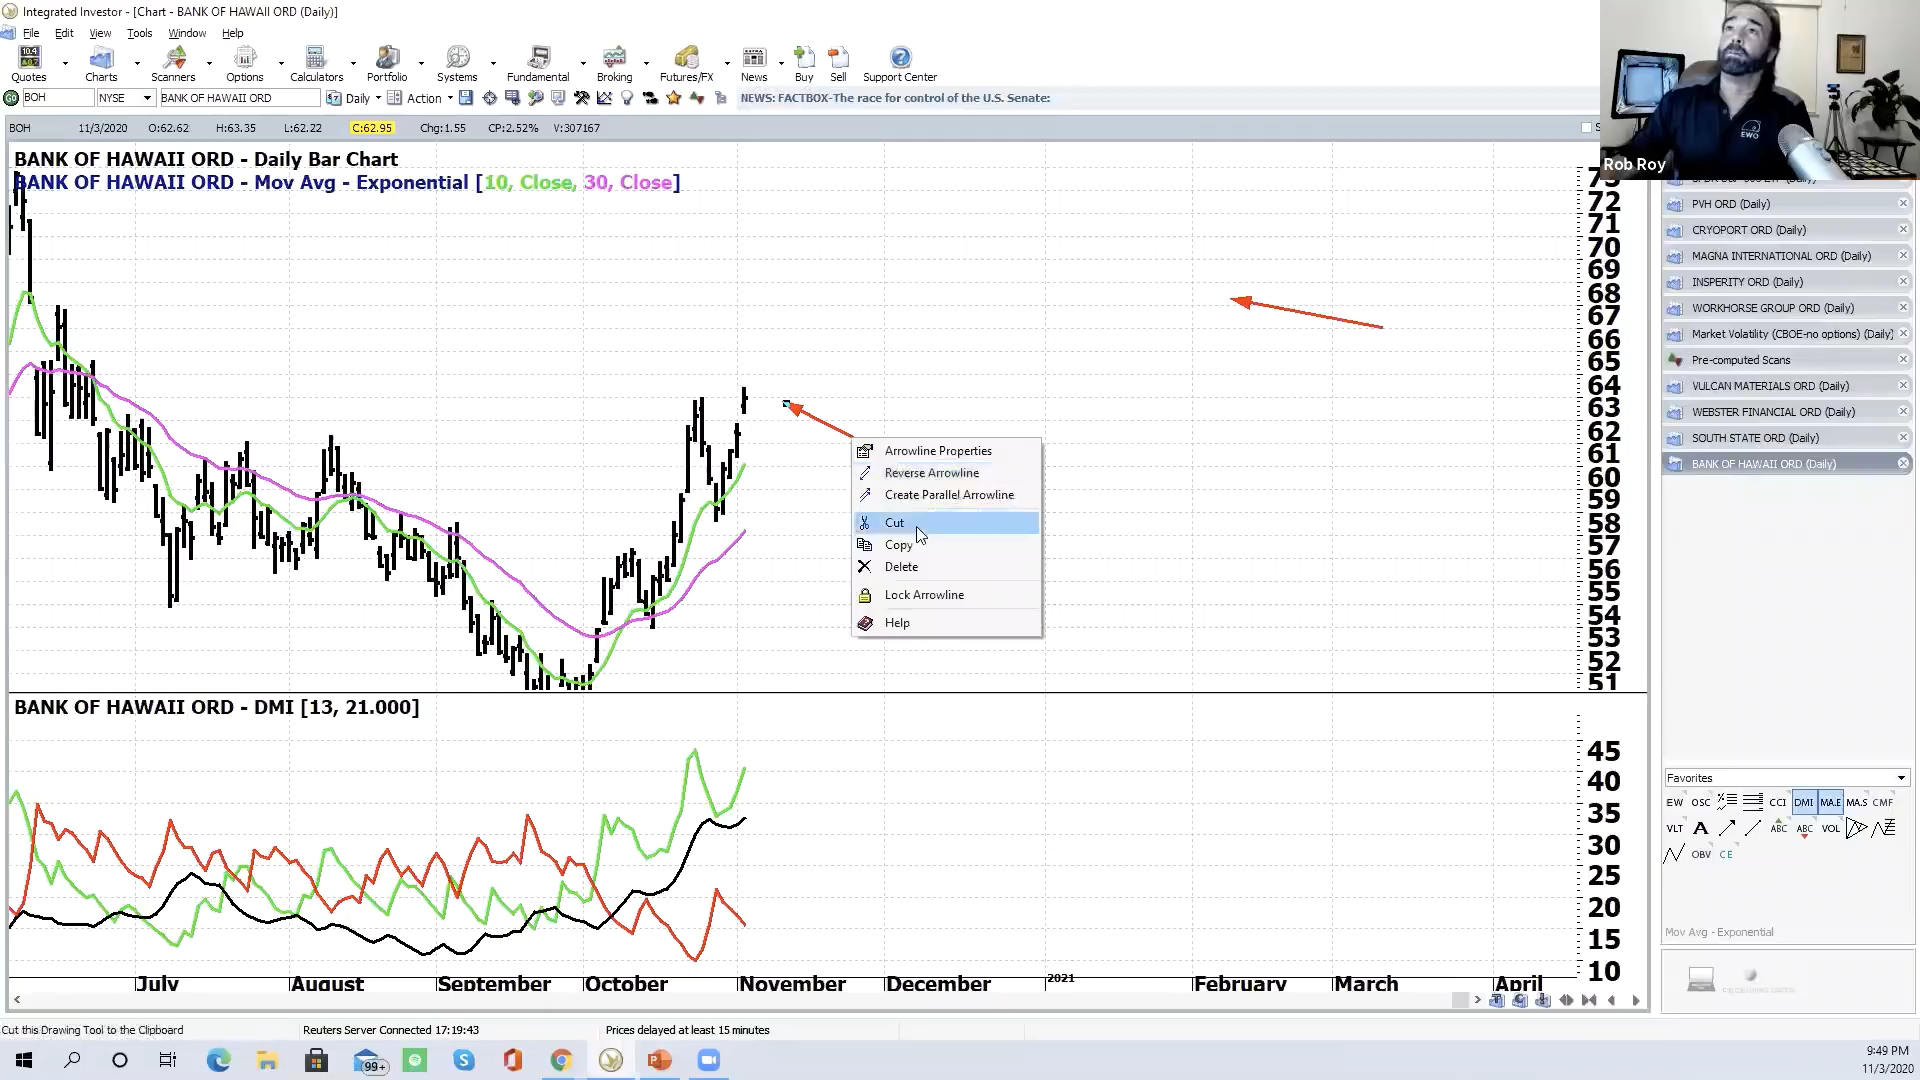 Integrated Investor - [Chart - BANK OF HAWAII ORD (Daily)]
File Edit View Tools Window Help
Quotes Charts Scanners Options Calculators Portfolio Systems Fundamental Broking Futures/FX News Buy Sell Support Center
BOH NYSE BANK OF HAWAII ORD Daily Action NEWS: FACTBOX-The race for control of the U.S. Senate:
BOH 11/3/2020 O:62.62 H:63.35 L:62.22 C:62.95 Chg:1.55 CP:2.52% V:307167
BANK OF HAWAII ORD - Daily Bar Chart
BANK OF HAWAII ORD - Mov Avg - Exponential [10, Close, 30, Close]
73
72
71
70
69
68
67
66
65
64
63
62
61
60
59
58
57
56
55
54
53
52
51
Arrowline Properties
Reverse Arrowline
Create Parallel Arrowline
Cut
Copy
Delete
Lock Arrowline
Help
BANK OF HAWAII ORD - DMI [13, 21.000]
45
40
35
30
25
20
15
10
July August September October November December 2021 February March April
EWO
Rob Roy
PVH ORD (Daily)
CRYOPORT ORD (Daily)
MAGNA INTERNATIONAL ORD (Daily)
INSPERITY ORD (Daily)
WORKHORSE GROUP ORD (Daily)
Market Volatility (CBOE-no options) (Daily)
Pre-computed Scans
VULCAN MATERIALS ORD (Daily)
WEBSTER FINANCIAL ORD (Daily)
SOUTH STATE ORD (Daily)
BANK OF HAWAII ORD (Daily)
Favorites
EW OSC CCI DMI MA.E MA.S CMF
VLT A ABC ABC VOL
OBV CE
Mov Avg - Exponential
Cut this Drawing Tool to the Clipboard Reuters Server Connected 17:19:43 Prices delayed at least 15 minutes
99+
9:49 PM
11/3/2020